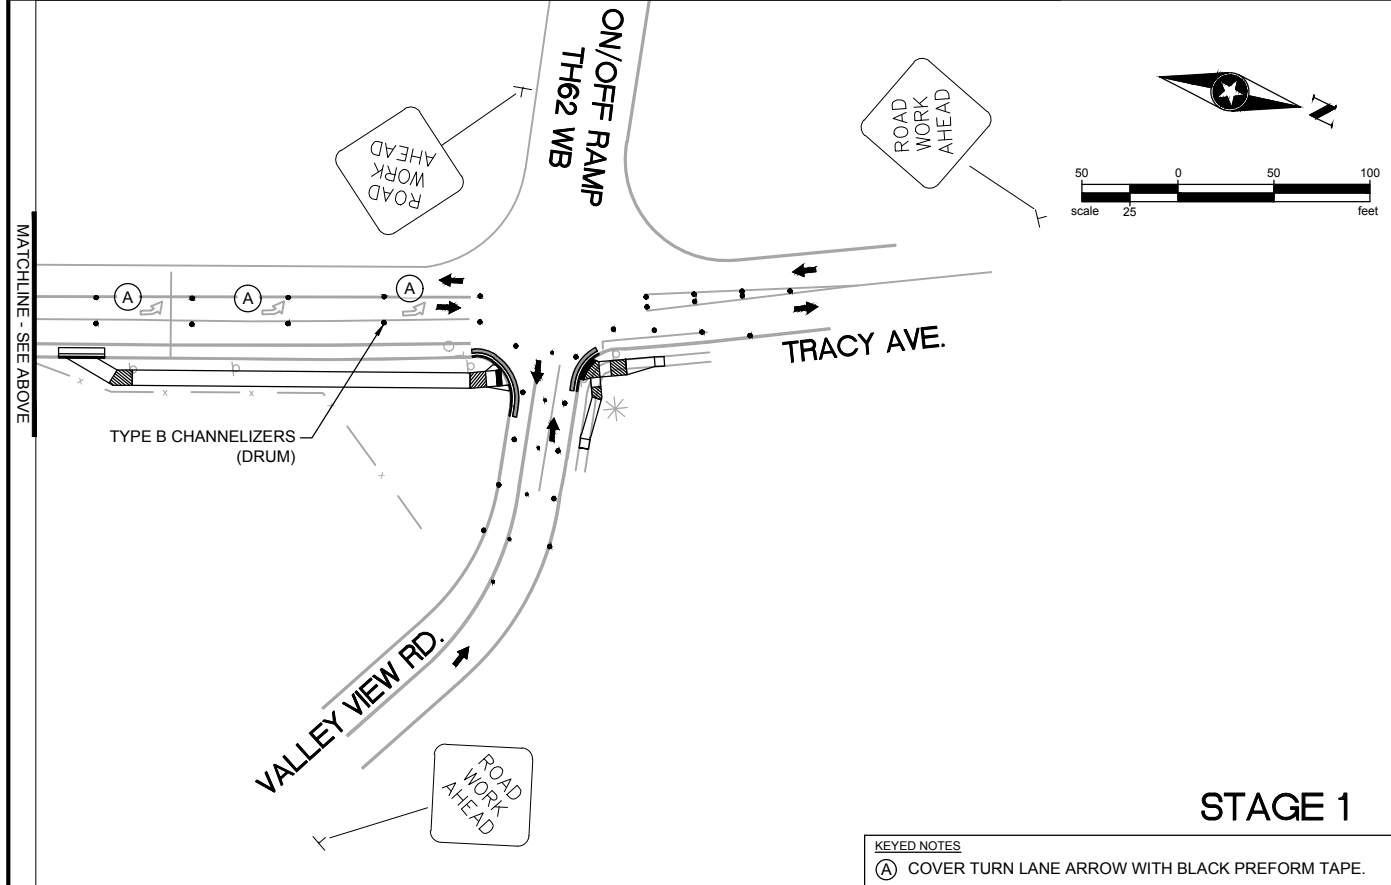 ON/OFF RAMP
TH62 WB
ROAD
WORK
AHEAD
ROAD
WORK
AHEAD
N
50 0 50 100
scale 25 feet
MATCHLINE - SEE ABOVE
A
A
A
TRACY AVE.
TYPE B CHANNELIZERS
(DRUM)
VALLEY VIEW RD.
ROAD
WORK
AHEAD
STAGE 1
KEYED NOTES
A COVER TURN LANE ARROW WITH BLACK PREFORM TAPE.